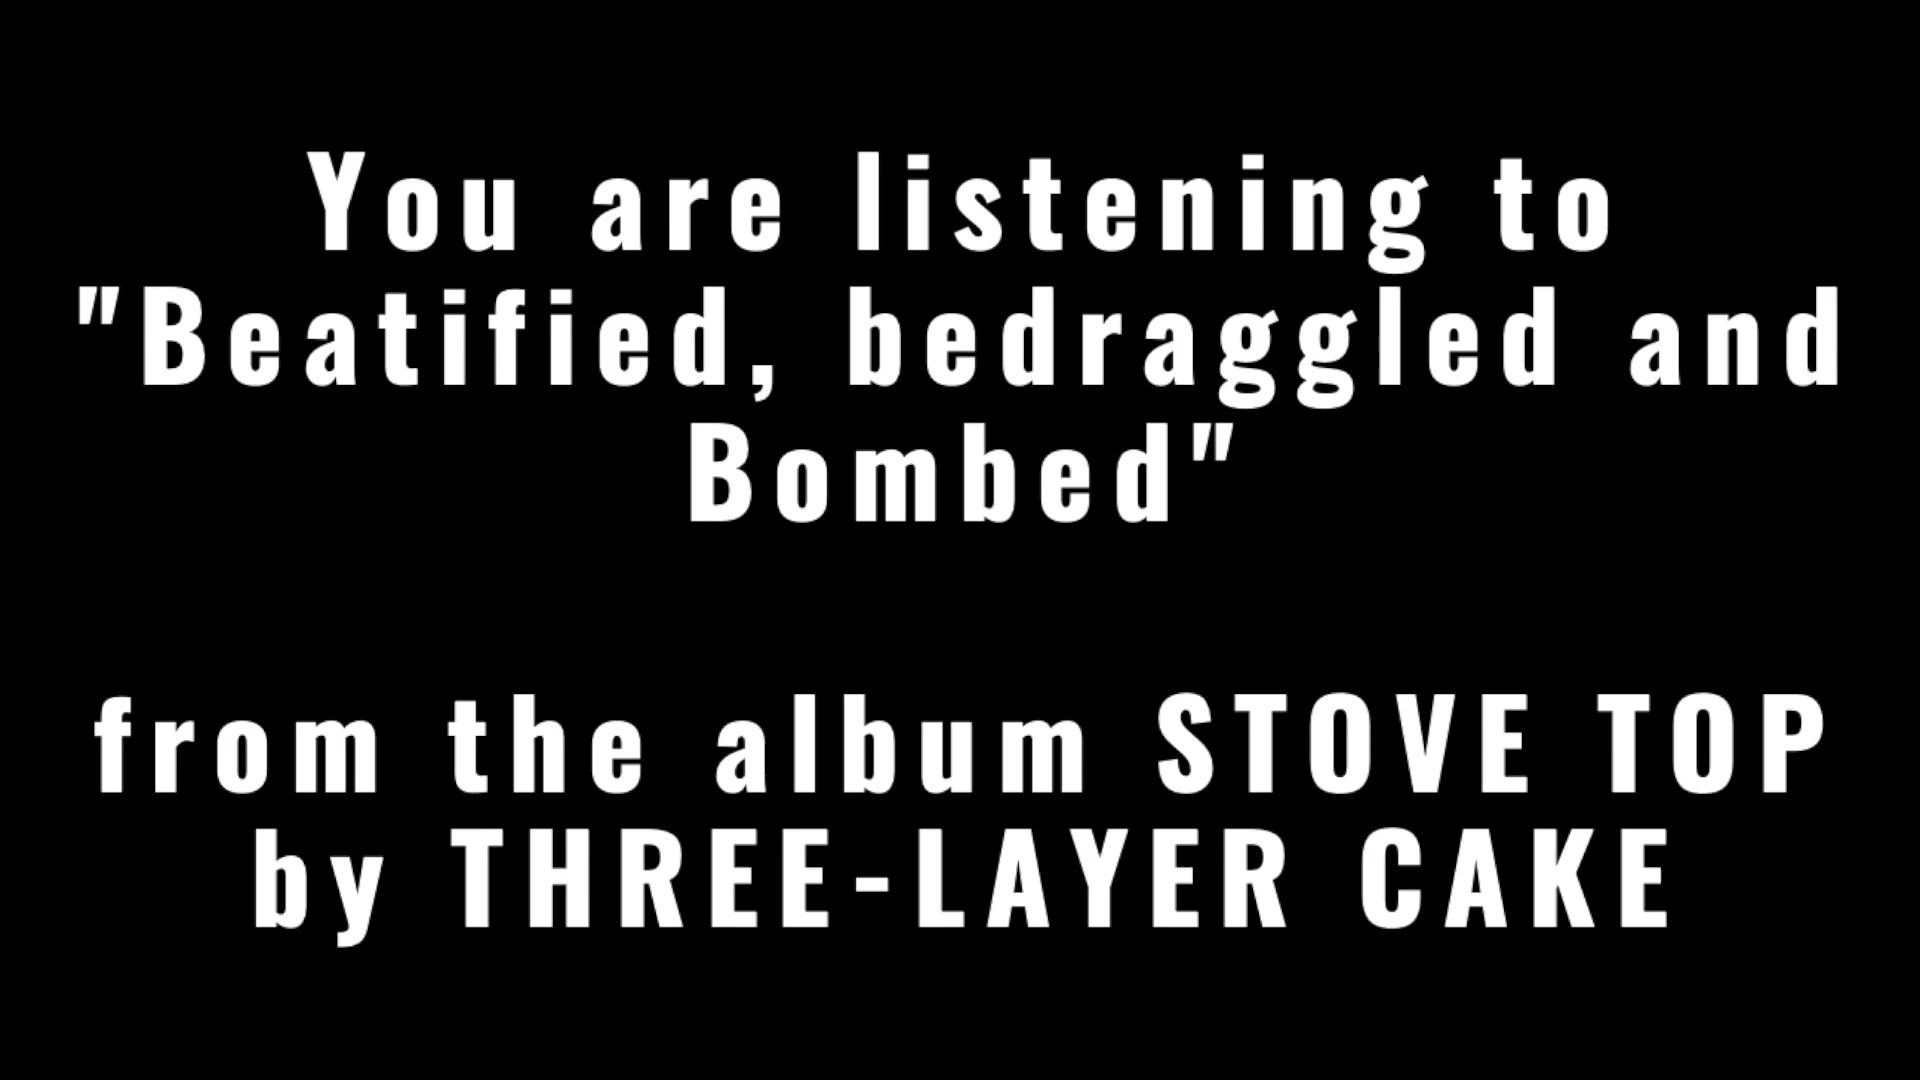 You are listening to
"Beatified, bedraggled and
Bombed"
from the album STOVE TOP
by THREE-LAYER CAKE